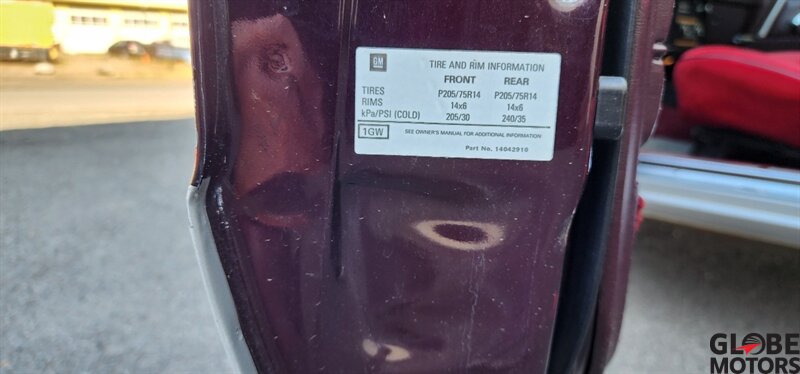 GM
TIRE AND RIM INFORMATION
FRONT REAR
TIRES P205/75R14 P205/75R14
RIMS 14x6 14x6
kPa/PSI (COLD) 205/30 240/35
1GW SEE OWNER'S MANUAL FOR ADDITIONAL INFORMATION
Part No. 14042910
GLOBE
MOTORS